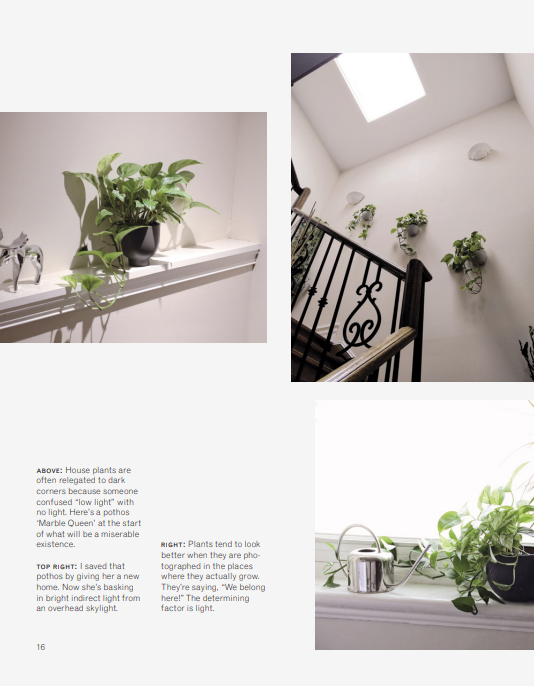 ABOVE: House plants are
often relegated to dark
corners because someone
confused “low light” with
no light. Here’s a pothos
‘Marble Queen’ at the start
of what will be a miserable
existence.
TOP RIGHT: I saved that
pothos by giving her a new
home. Now she’s basking
in bright indirect light from
an overhead skylight.
RIGHT: Plants tend to look
better when they are pho-
tographed in the places
where they actually grow.
They’re saying, “We belong
here!” The determining
factor is light.
16